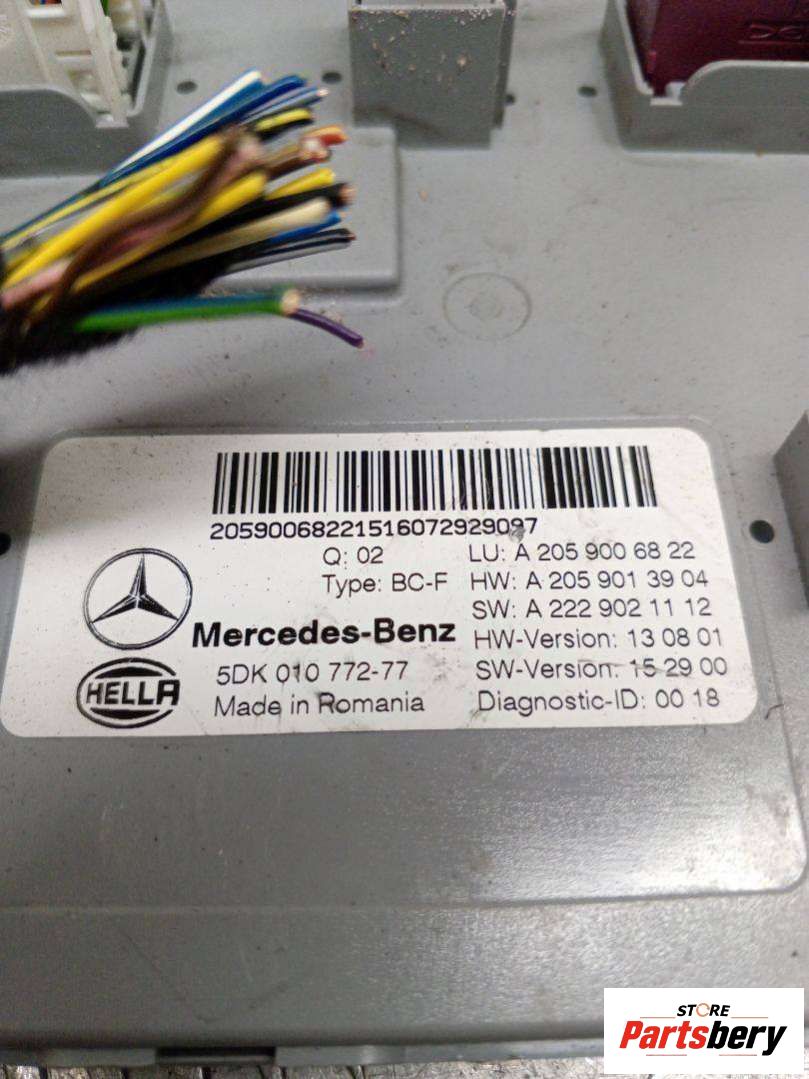 20590068221516072929097
Q: 02
Type: BC-F
LU: A 205 900 68 22
HW: A 205 901 39 04
SW: A 222 902 11 12
HW-Version: 13 08 01
SW-Version: 15 29 00
Diagnostic-ID: 00 18
Mercedes-Benz
HELLA
5DK 010 772-77
Made in Romania
STORE
Partsbery